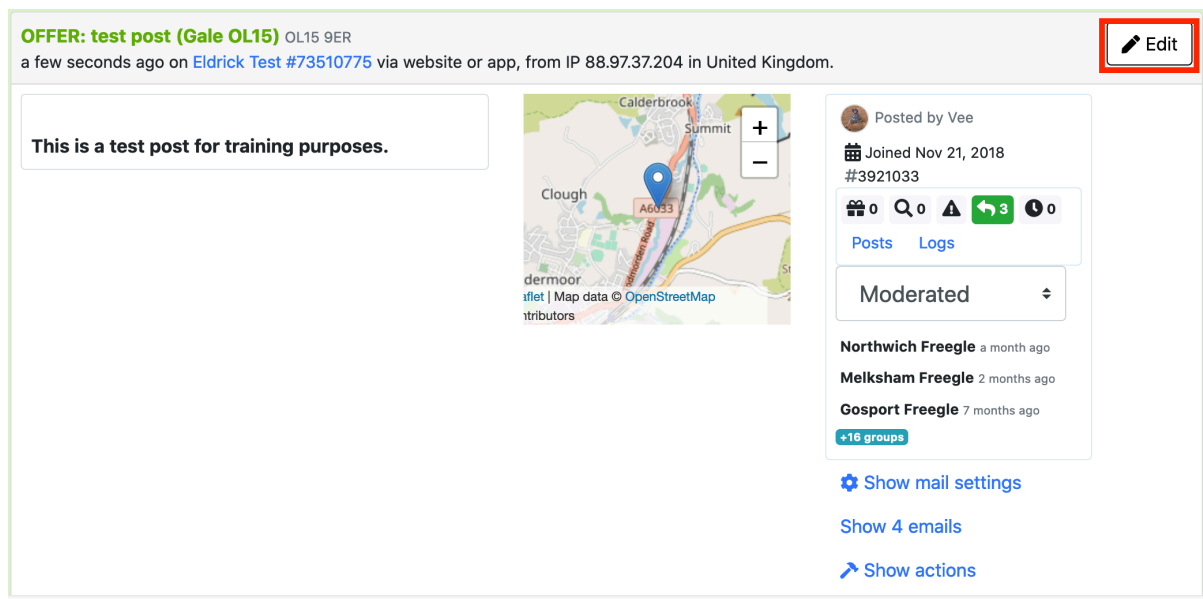 OFFER: test post (Gale OL15) OL15 9ER
Edit
a few seconds ago on Eldrick Test #73510775 via website or app, from IP 88.97.37.204 in United Kingdom.
This is a test post for training purposes.
Calderbrook
Summit
+
−
Clough
A6033
dmorden Road
dermoor
aflet | Map data © OpenStreetMap
ntributors
Posted by Vee
Joined Nov 21, 2018
#3921033
0 0 3 0
Posts Logs
Moderated
Northwich Freegle a month ago
Melksham Freegle 2 months ago
Gosport Freegle 7 months ago
+16 groups
Show mail settings
Show 4 emails
Show actions